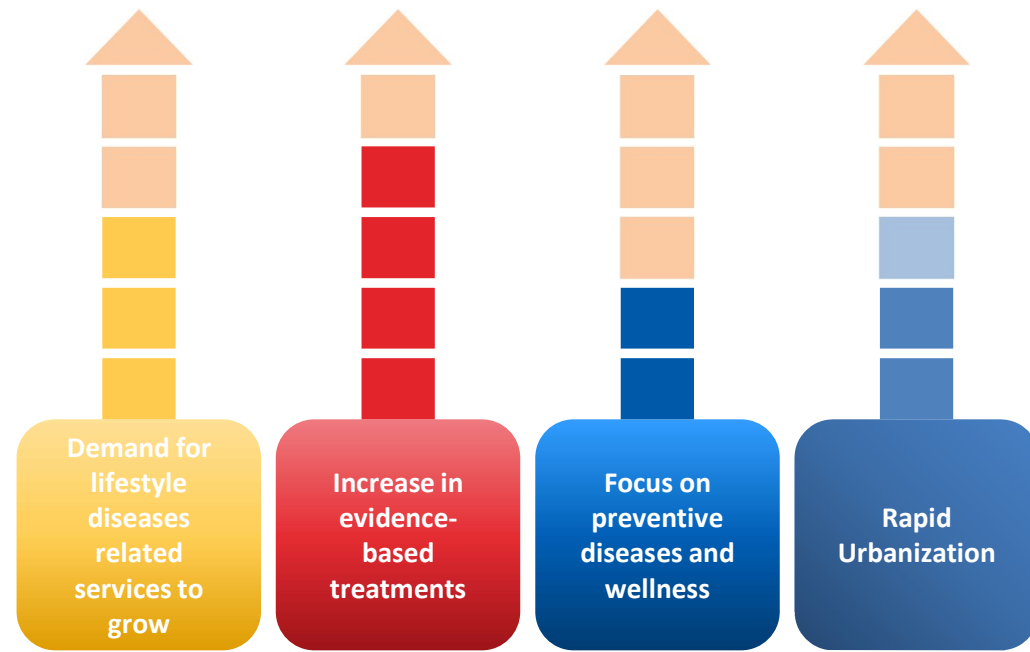 Demand for
lifestyle
diseases
related
services to
grow
Increase in
evidence-
based
treatments
Focus on
preventive
diseases and
wellness
Rapid
Urbanization